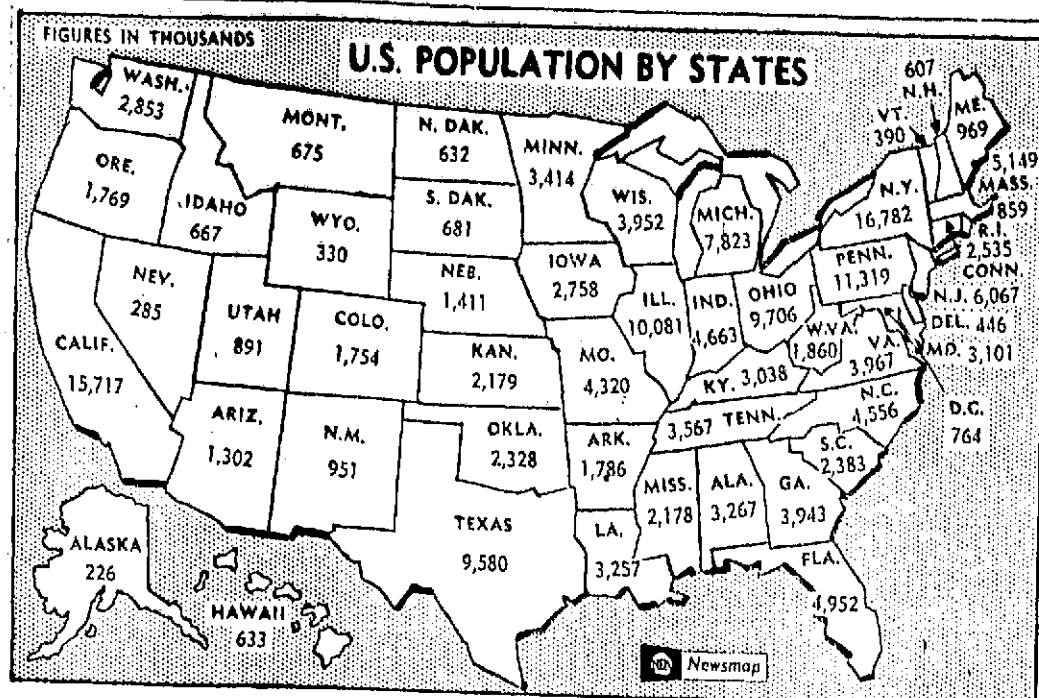 FIGURES IN THOUSANDS
U.S. POPULATION BY STATES
WASH.
2,853
ORE.
1,769
IDAHO
667
MONT.
675
WYO.
330
NEV.
285
UTAH
891
COLO.
1,754
CALIF.
15,717
ARIZ.
1,302
N.M.
951
N. DAK.
632
S. DAK.
681
NEB.
1,411
KAN.
2,179
OKLA.
2,328
TEXAS
9,580
MINN.
3,414
IOWA
2,758
MO.
4,320
ARK.
1,786
LA.
3,257
WIS.
3,952
ILL.
10,081
MICH.
7,823
IND.
4,663
OHIO
9,706
KY. 3,038
3,567 TENN.
MISS.
2,178
ALA.
3,267
GA.
3,943
FLA.
4,952
S.C.
2,383
N.C.
4,556
VA.
3,967
W.VA.
1,860
PENN.
11,319
N.Y.
16,782
VT.
390
607
N.H.
ME.
969
5,149
MASS.
859
R.I.
2,535
CONN.
N.J. 6,067
DEL. 446
MD. 3,101
D.C.
764
ALASKA
226
HAWAII
633
NEA Newsmap